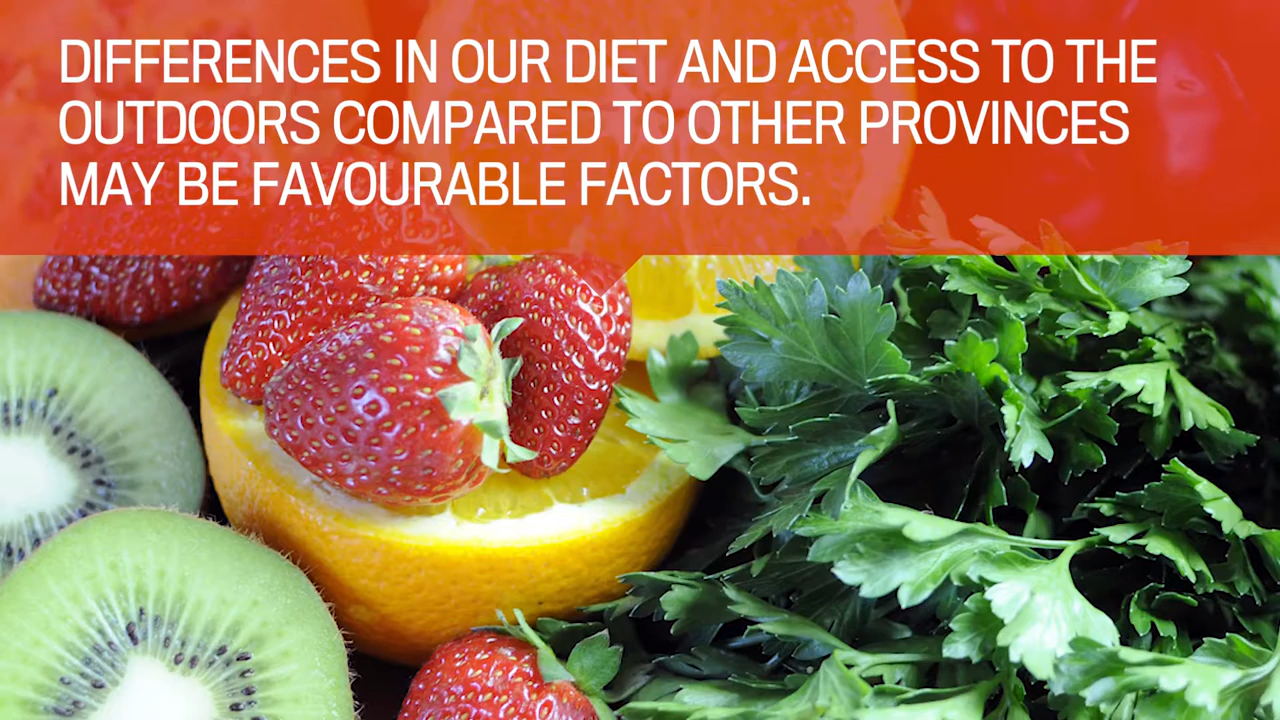 DIFFERENCES IN OUR DIET AND ACCESS TO THE
OUTDOORS COMPARED TO OTHER PROVINCES
MAY BE FAVOURABLE FACTORS.